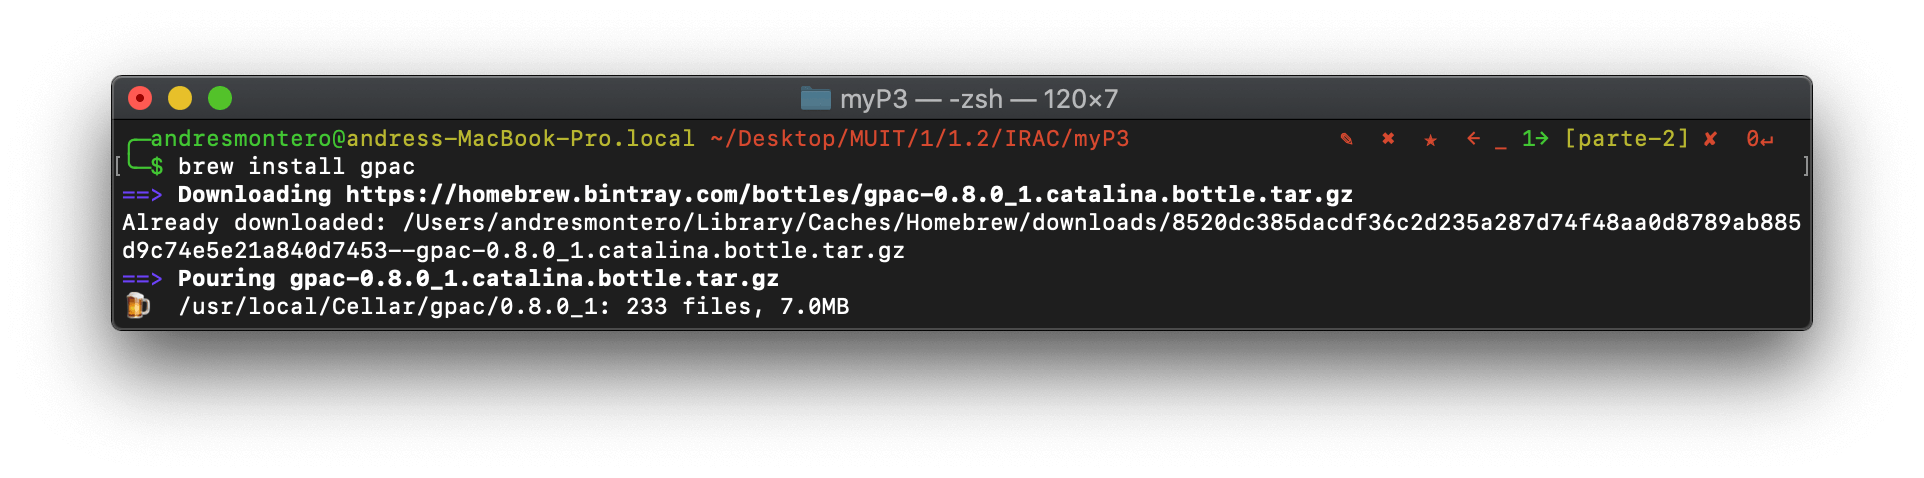 myP3 — -zsh — 120×7
andresmontero@andress-MacBook-Pro.local ~/Desktop/MUIT/1/1.2/IRAC/myP3 ✎ ✖ ★ ← _ 1→ [parte-2] ✘ 0↵
[ $ brew install gpac ]
==> Downloading https://homebrew.bintray.com/bottles/gpac-0.8.0_1.catalina.bottle.tar.gz
Already downloaded: /Users/andresmontero/Library/Caches/Homebrew/downloads/8520dc385dacdf36c2d235a287d74f48aa0d8789ab885
d9c74e5e21a840d7453--gpac-0.8.0_1.catalina.bottle.tar.gz
==> Pouring gpac-0.8.0_1.catalina.bottle.tar.gz
🍺 /usr/local/Cellar/gpac/0.8.0_1: 233 files, 7.0MB